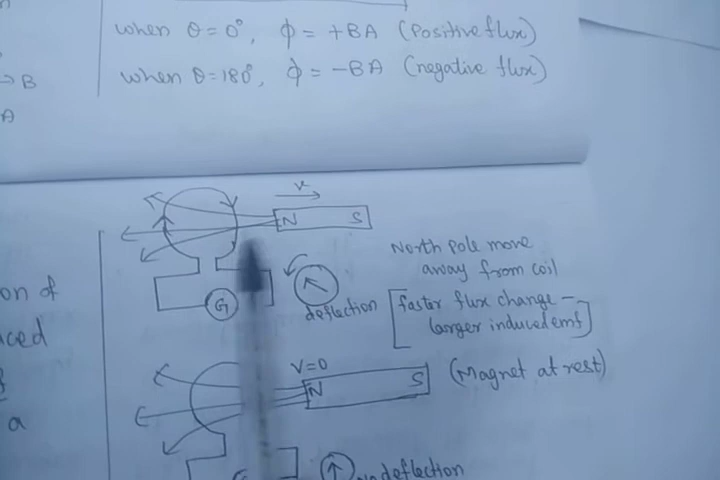 when θ=0°, ϕ = +BA (Positive flux)
when θ=180°, ϕ = -BA (negative flux)
B
A
V
N S
North pole move
away from coil
G
deflection
[faster flux change -
larger induced emf]
on of
V=0
N S
(Magnet at rest)
a
deflection